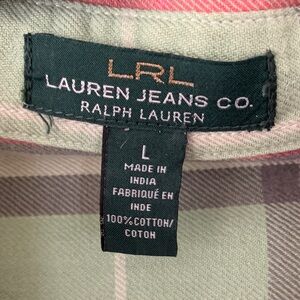 LRL
LAUREN JEANS CO.
RALPH LAUREN
L
MADE IN
INDIA
FABRIQUÉ EN
INDE
100%COTTON/
COTON